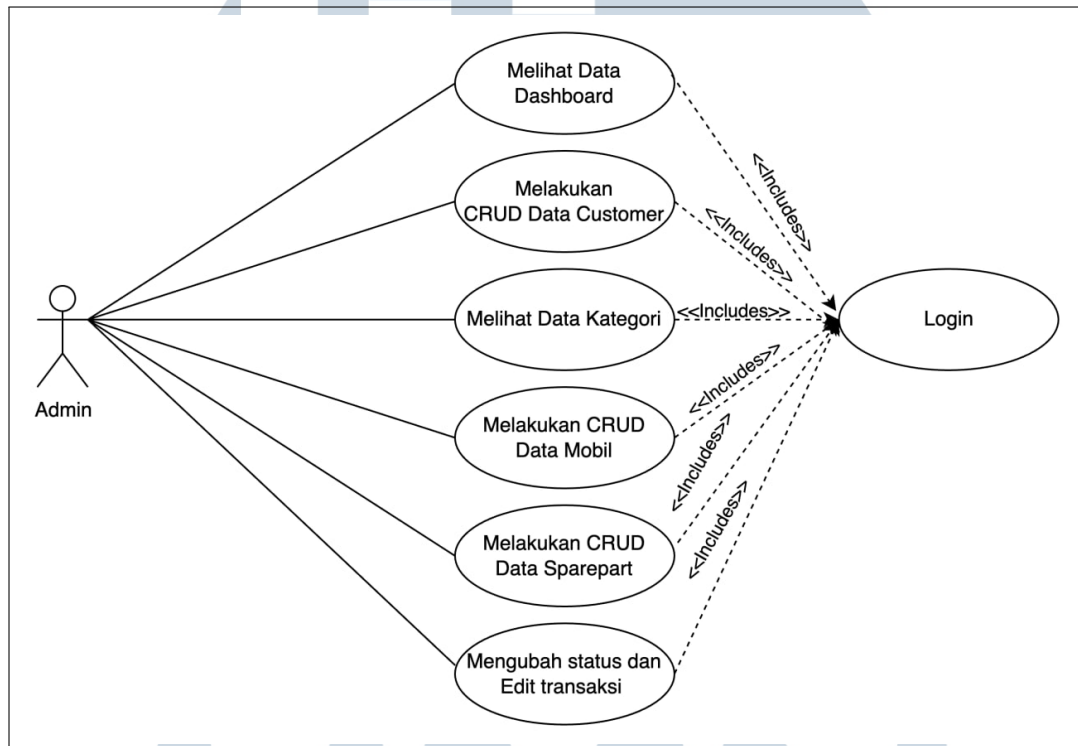 Melihat Data
Dashboard
<<Includes>>
Melakukan
CRUD Data Customer
<<Includes>>
Admin
Melihat Data Kategori
<<Includes>>
Login
Melakukan CRUD
Data Mobil
<<Includes>>
Melakukan CRUD
Data Sparepart
<<Includes>>
Mengubah status dan
Edit transaksi
<<Includes>>